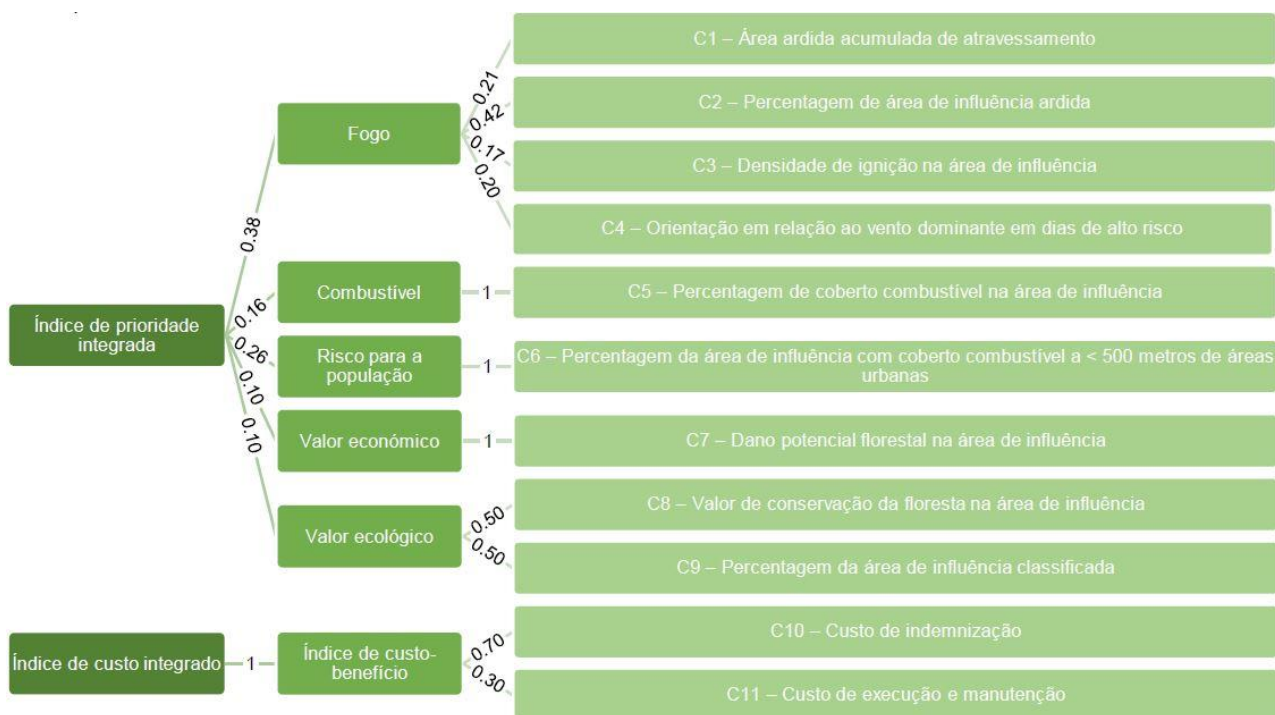 C1 – Área ardida acumulada de atravessamento
0.21
Fogo
0.42
C2 – Percentagem de área de influência ardida
0.17
C3 – Densidade de ignição na área de influência
0.20
C4 – Orientação em relação ao vento dominante em dias de alto risco
0.38
Índice de prioridade
integrada
0.16
Combustível
1
C5 – Percentagem de coberto combustível na área de influência
0.26
Risco para a
população
1
C6 – Percentagem da área de influência com coberto combustível a < 500 metros de áreas
urbanas
0.10
Valor económico
1
C7 – Dano potencial florestal na área de influência
0.10
Valor ecológico
0.50
C8 – Valor de conservação da floresta na área de influência
0.50
C9 – Percentagem da área de influência classificada
Índice de custo integrado
1
Índice de custo-
benefício
0.70
C10 – Custo de indemnização
0.30
C11 – Custo de execução e manutenção